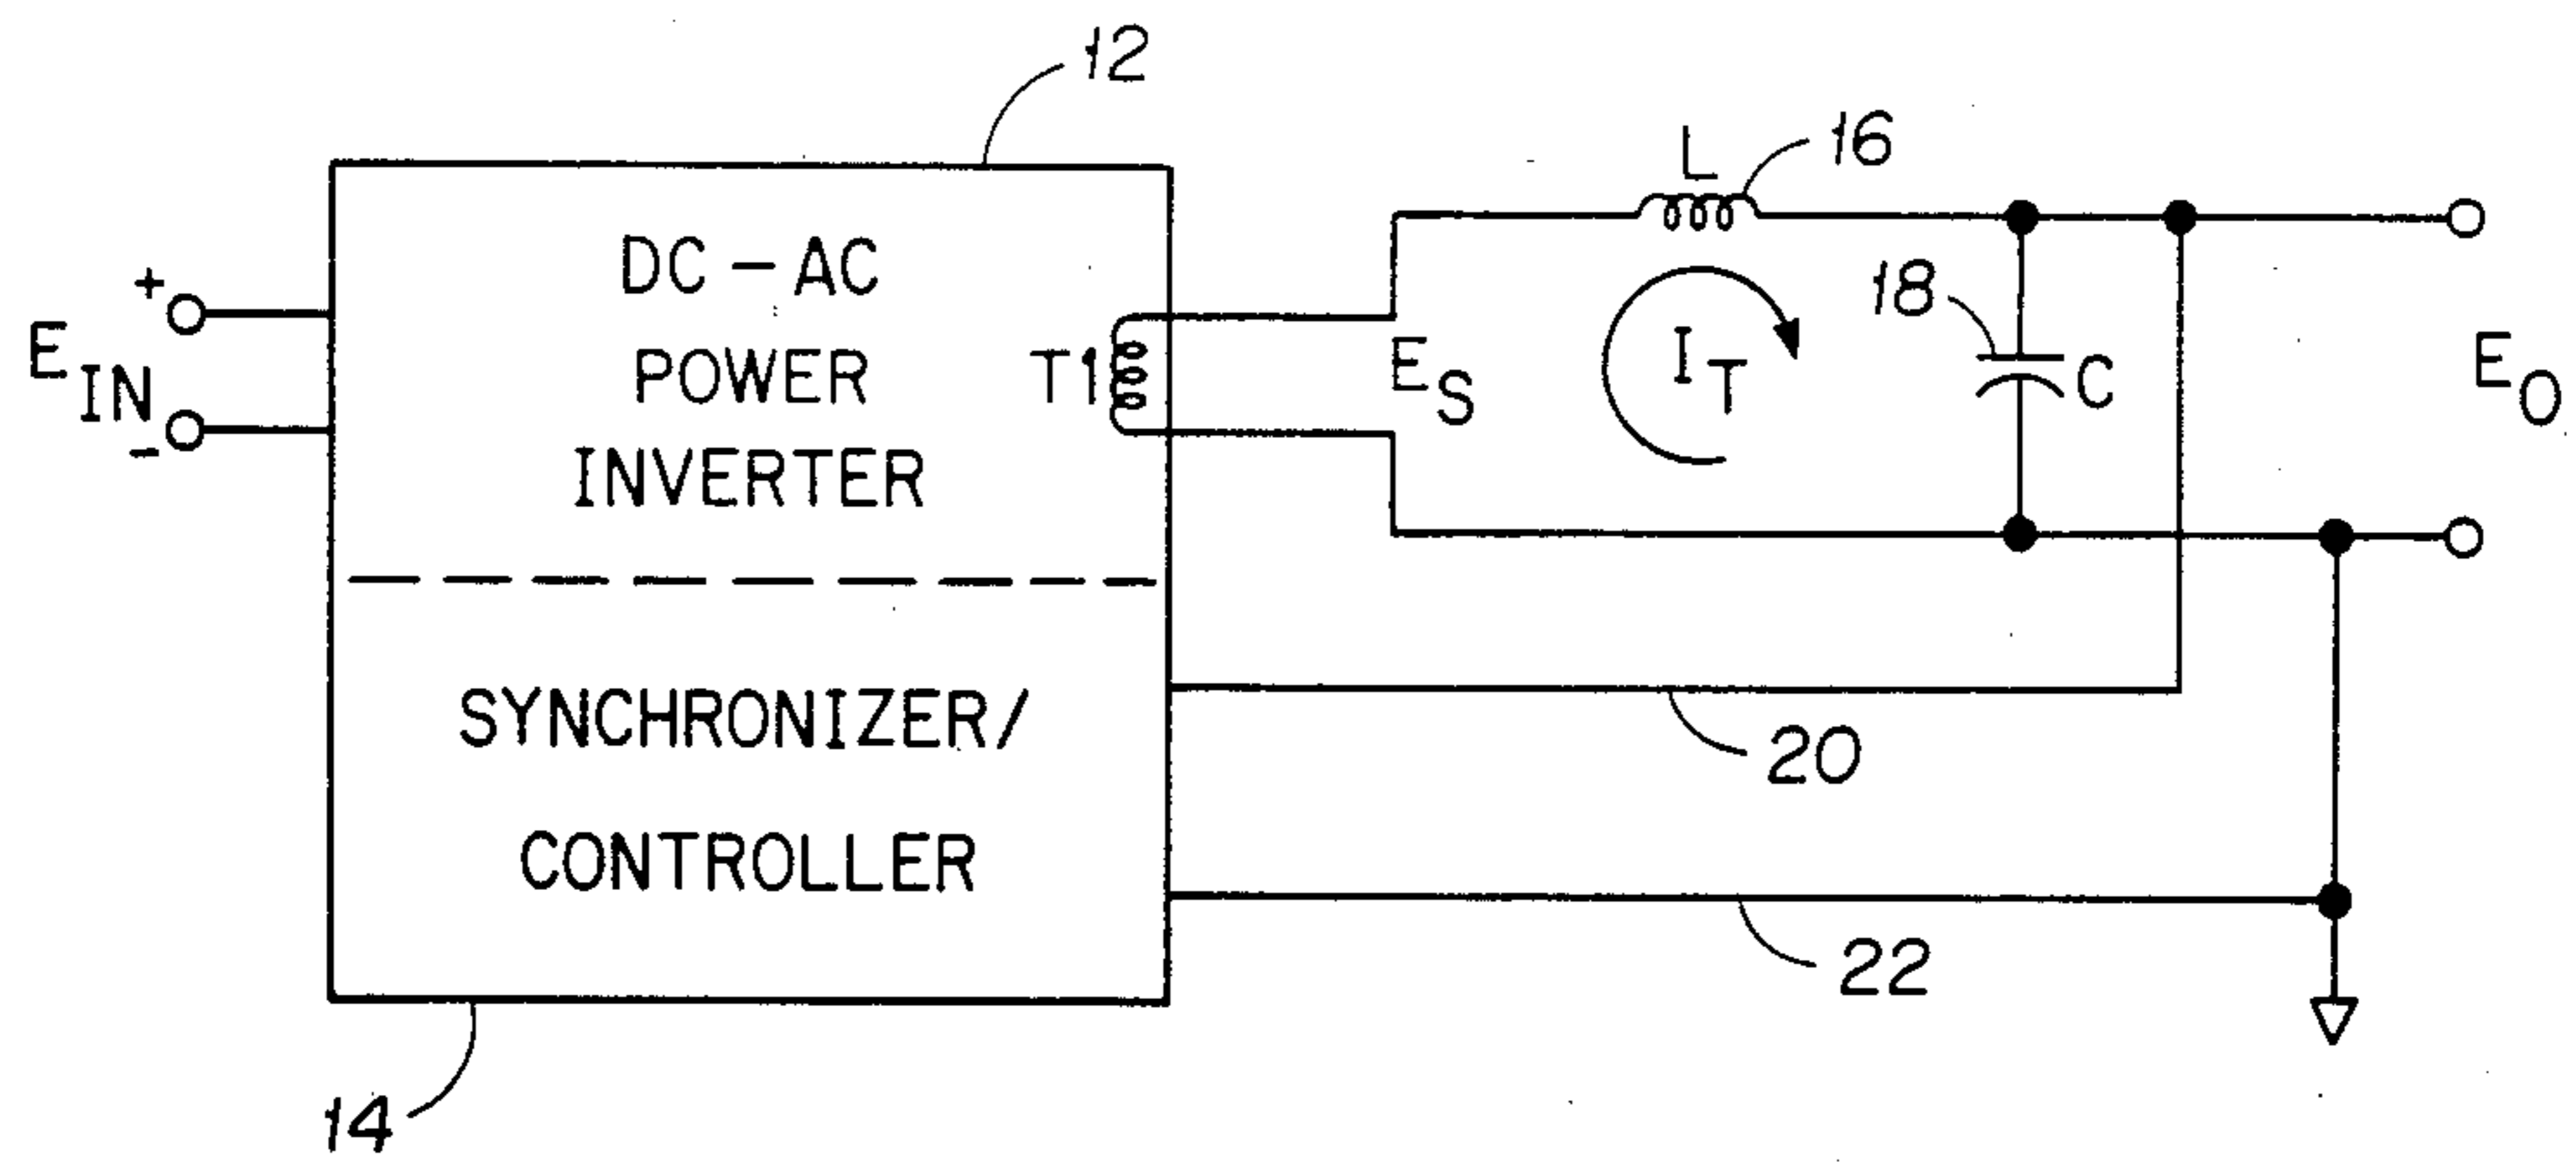 12
L
16
DC-AC
POWER
INVERTER
+
E IN
-
T1
E S
I T
18
C
E O
SYNCHRONIZER/
CONTROLLER
20
22
14